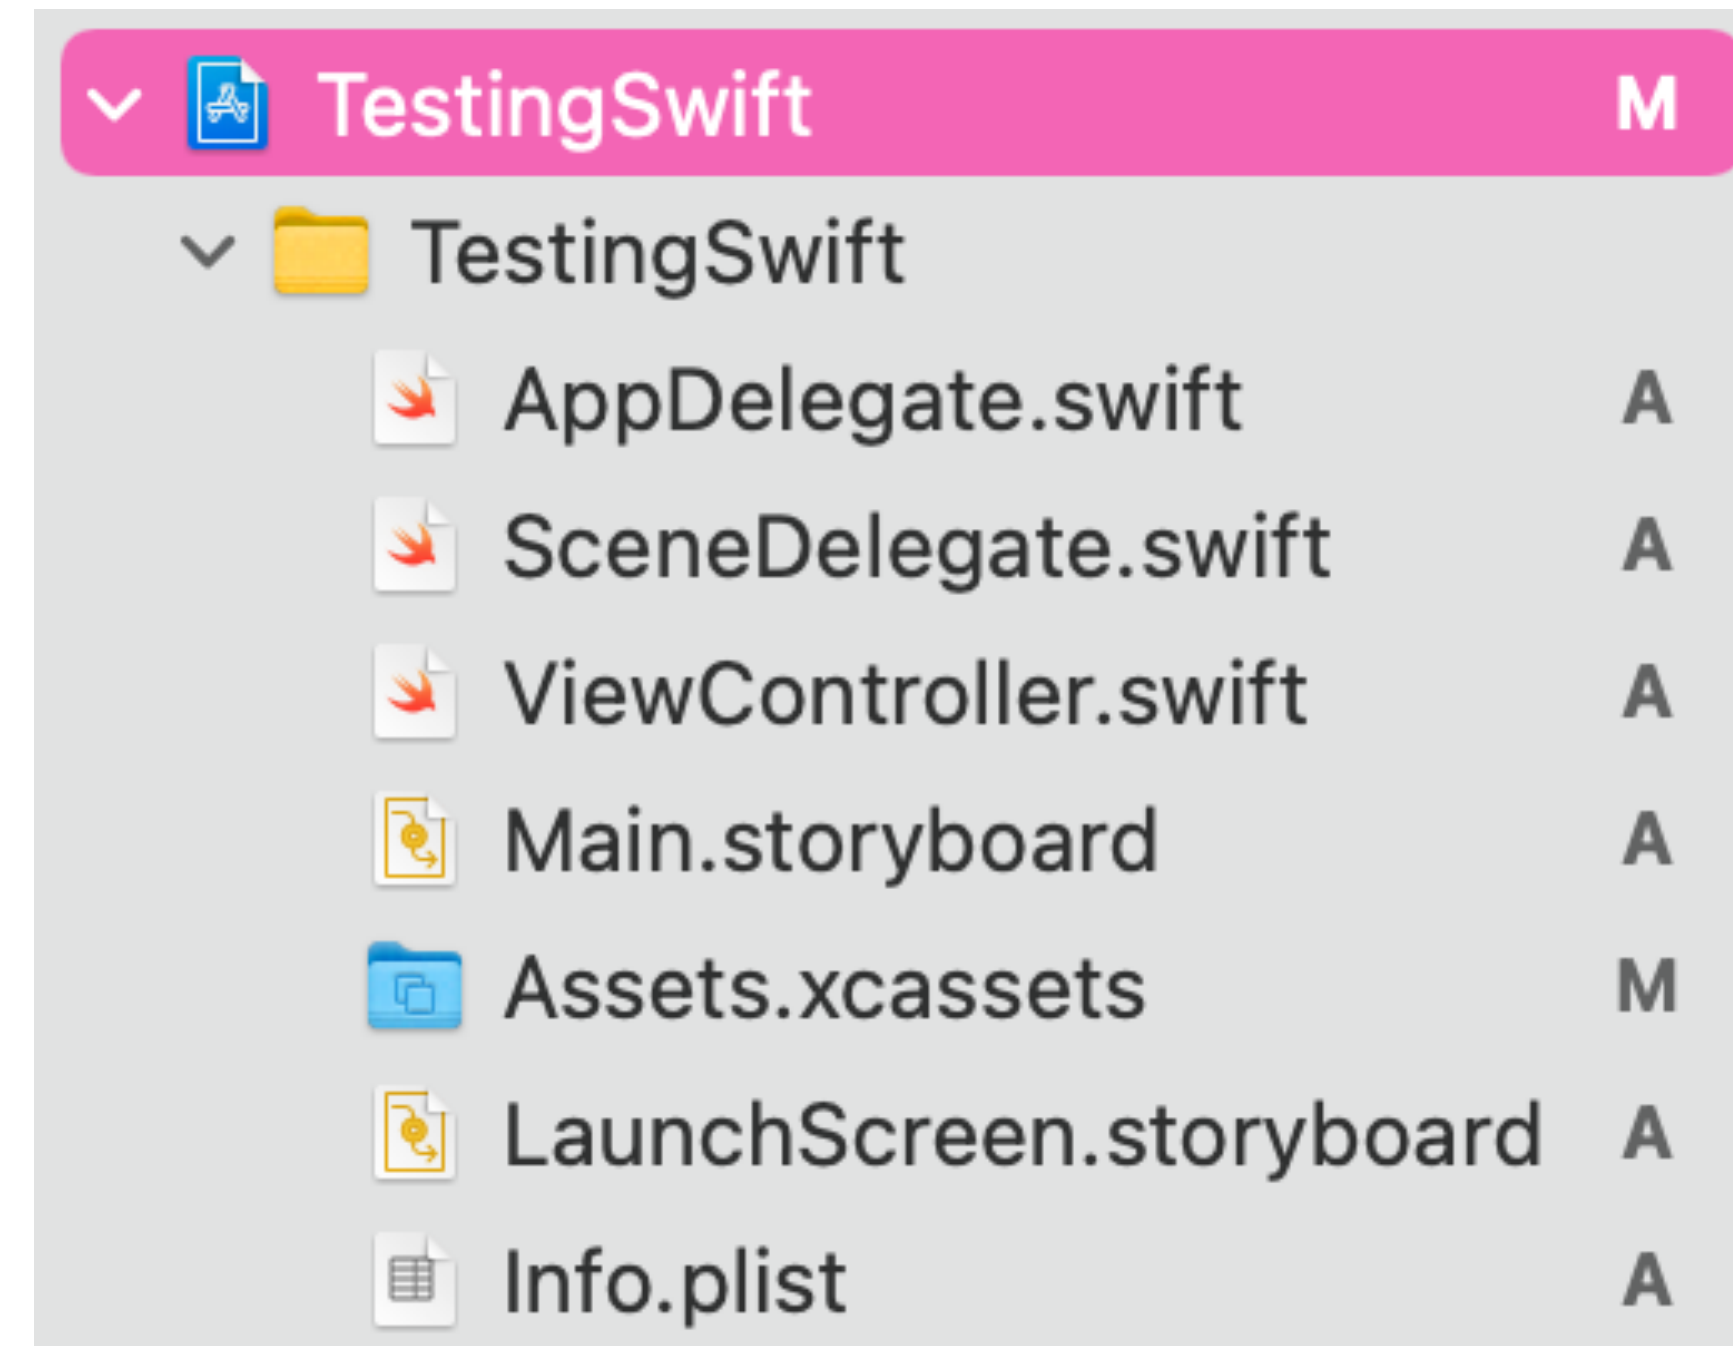 TestingSwift M
TestingSwift
AppDelegate.swift A
SceneDelegate.swift A
ViewController.swift A
Main.storyboard A
Assets.xcassets M
LaunchScreen.storyboard A
Info.plist A